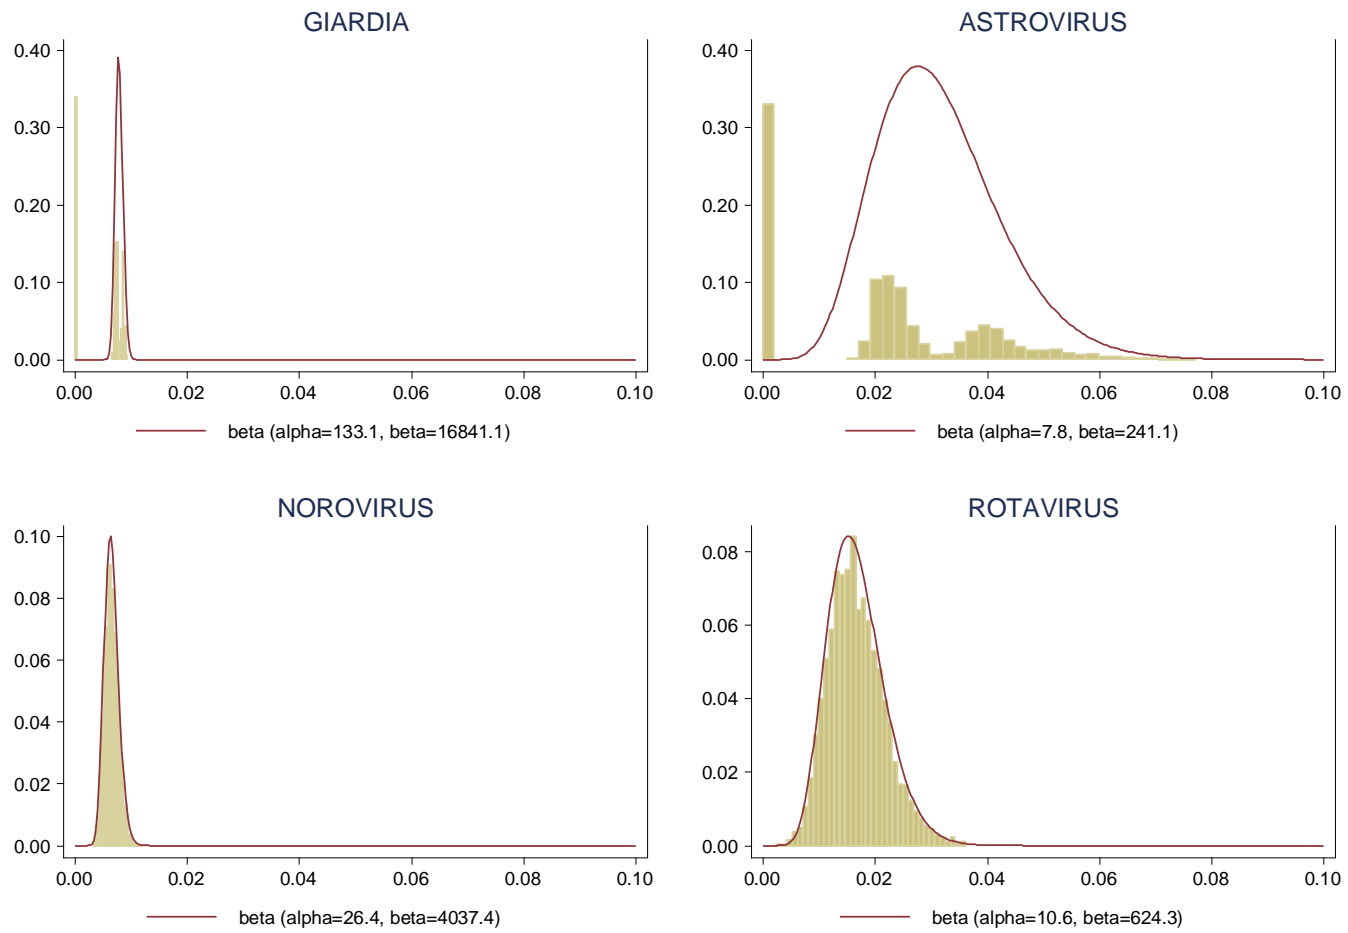 GIARDIA
0.40
0.30
0.20
0.10
0.00
0.00 0.02 0.04 0.06 0.08 0.10
beta (alpha=133.1, beta=16841.1)
ASTROVIRUS
0.40
0.30
0.20
0.10
0.00
0.00 0.02 0.04 0.06 0.08 0.10
beta (alpha=7.8, beta=241.1)
NOROVIRUS
0.10
0.08
0.06
0.04
0.02
0.00
0.00 0.02 0.04 0.06 0.08 0.10
beta (alpha=26.4, beta=4037.4)
ROTAVIRUS
0.08
0.06
0.04
0.02
0.00
0.00 0.02 0.04 0.06 0.08 0.10
beta (alpha=10.6, beta=624.3)